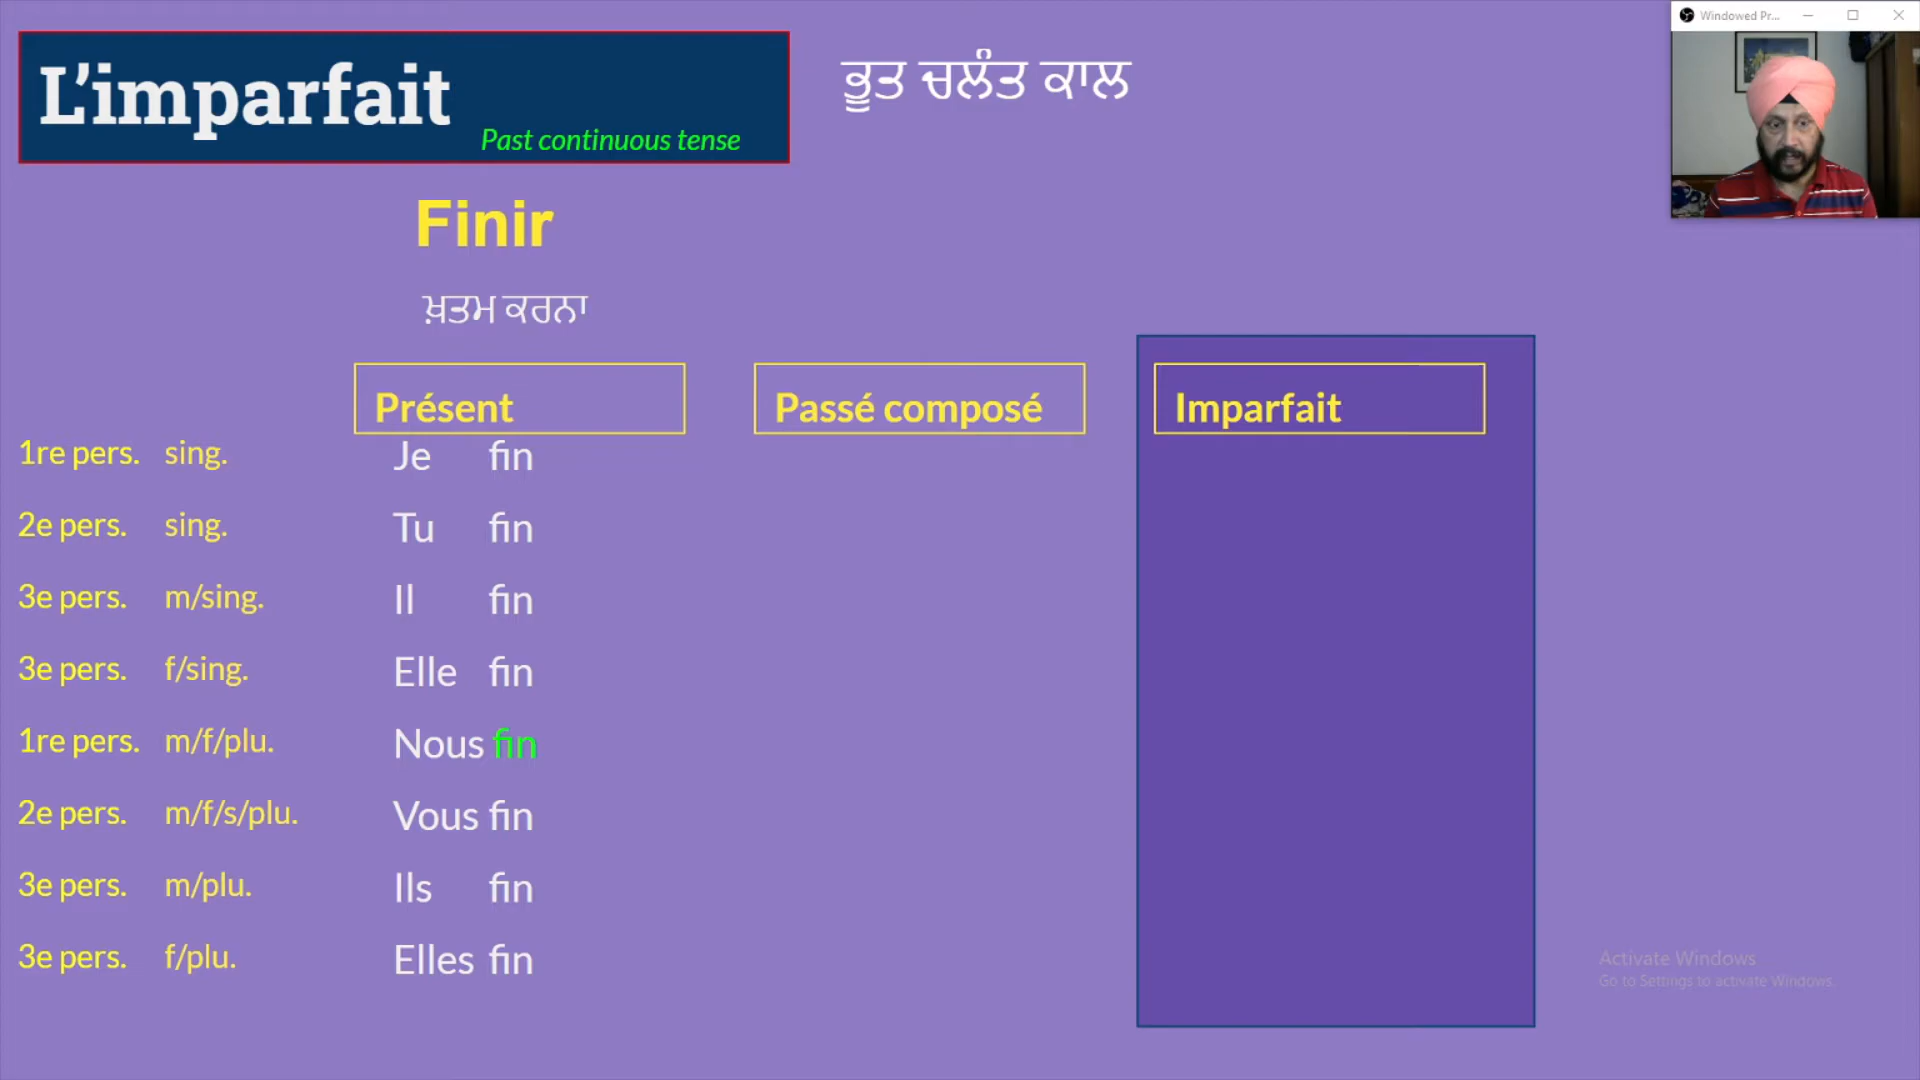 Windowed Pr...
L'imparfait
Past continuous tense
ਭੂਤ ਚਲੰਤ ਕਾਲ
Finir
ਖ਼ਤਮ ਕਰਨਾ
Présent Passé composé Imparfait
1re pers. sing. Je fin
2e pers. sing. Tu fin
3e pers. m/sing. Il fin
3e pers. f/sing. Elle fin
1re pers. m/f/plu. Nous fin
2e pers. m/f/s/plu. Vous fin
3e pers. m/plu. Ils fin
3e pers. f/plu. Elles fin
Activate Windows
Go to Settings to activate Windows.